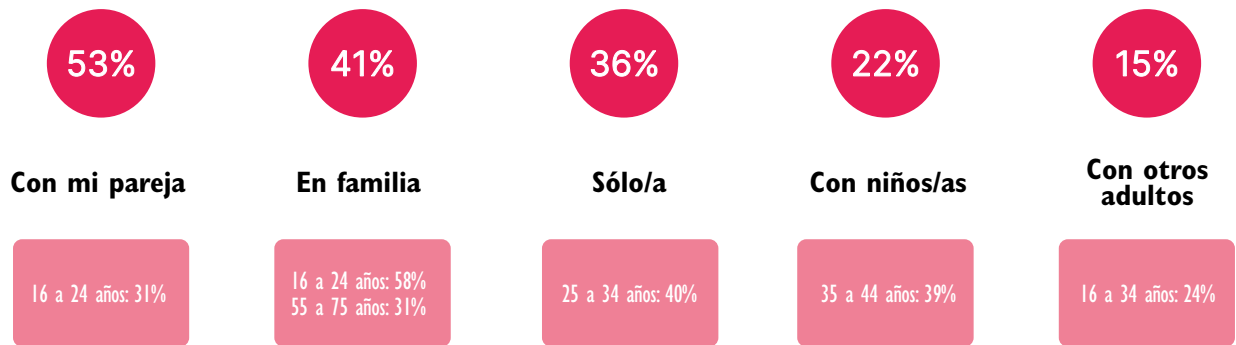 53%
41%
36%
22%
15%
Con mi pareja
En familia
Sólo/a
Con niños/as
Con otros
adultos
16 a 24 años: 31%
16 a 24 años: 58%
55 a 75 años: 31%
25 a 34 años: 40%
35 a 44 años: 39%
16 a 34 años: 24%